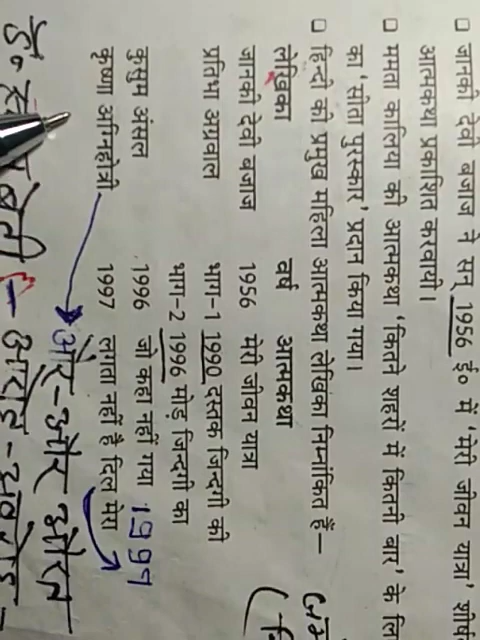 □ जानकी देवी बजाज ने सन् 1956 ई० में 'मेरी जीवन यात्रा' शीर्ष
आत्मकथा प्रकाशित करवायी।
□ ममता कालिया की आत्मकथा 'कितने शहरों में कितनी बार' के लि
का 'सीता पुरस्कार' प्रदान किया गया।
□ हिन्दी की प्रमुख महिला आत्मकथा लेखिका निम्नांकित हैं—
लेखिका वर्ष आत्मकथा
जानकी देवी बजाज 1956 मेरी जीवन यात्रा
प्रतिभा अग्रवाल भाग-1 1990 दस्तक ज़िन्दगी की
भाग-2 1996 मोड़ ज़िन्दगी का
कुसुम अंसल 1996 जो कहा नहीं गया
कृष्णा अग्निहोत्री 1997 लगता नहीं है दिल मेरा 1997
और-और औरत